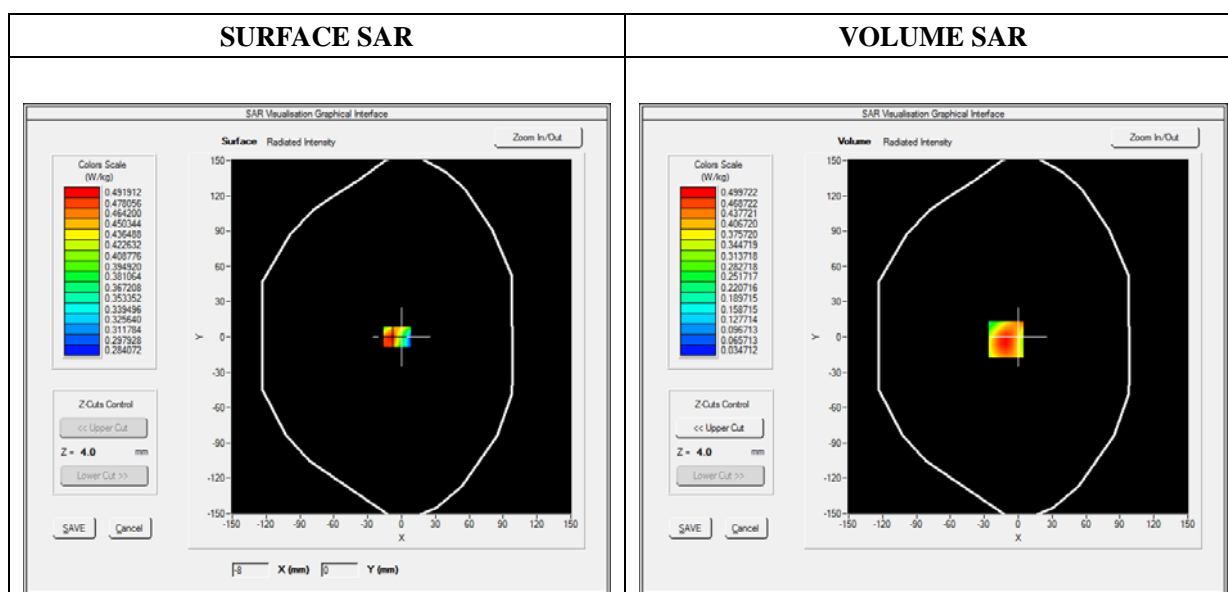 SURFACE SAR
VOLUME SAR
SAR Visualisation Graphical Interface
Surface Radiated Intensity
Zoom In/Out
Colors Scale
(W/kg)
0.491912
0.478056
0.464200
0.450344
0.436488
0.422632
0.408776
0.394920
0.381064
0.367208
0.353352
0.339496
0.325640
0.311784
0.297928
0.284072
Z-Cuts Control
<< Upper Cut
Z = 4.0 mm
Lower Cut >>
SAVE Cancel
150
120
90
60
30
0
-30
-60
-90
-120
-150
Y
-150 -120 -90 -60 -30 0 30 60 90 120 150
X
-8 X (mm) 0 Y (mm)
SAR Visualisation Graphical Interface
Volume Radiated Intensity
Zoom In/Out
Colors Scale
(W/kg)
0.499722
0.468722
0.437721
0.406720
0.375720
0.344719
0.313718
0.282718
0.251717
0.220716
0.189715
0.158715
0.127714
0.096713
0.065713
0.034712
Z-Cuts Control
<< Upper Cut
Z = 4.0 mm
Lower Cut >>
SAVE Cancel
150
120
90
60
30
0
-30
-60
-90
-120
-150
Y
-150 -120 -90 -60 -30 0 30 60 90 120 150
X